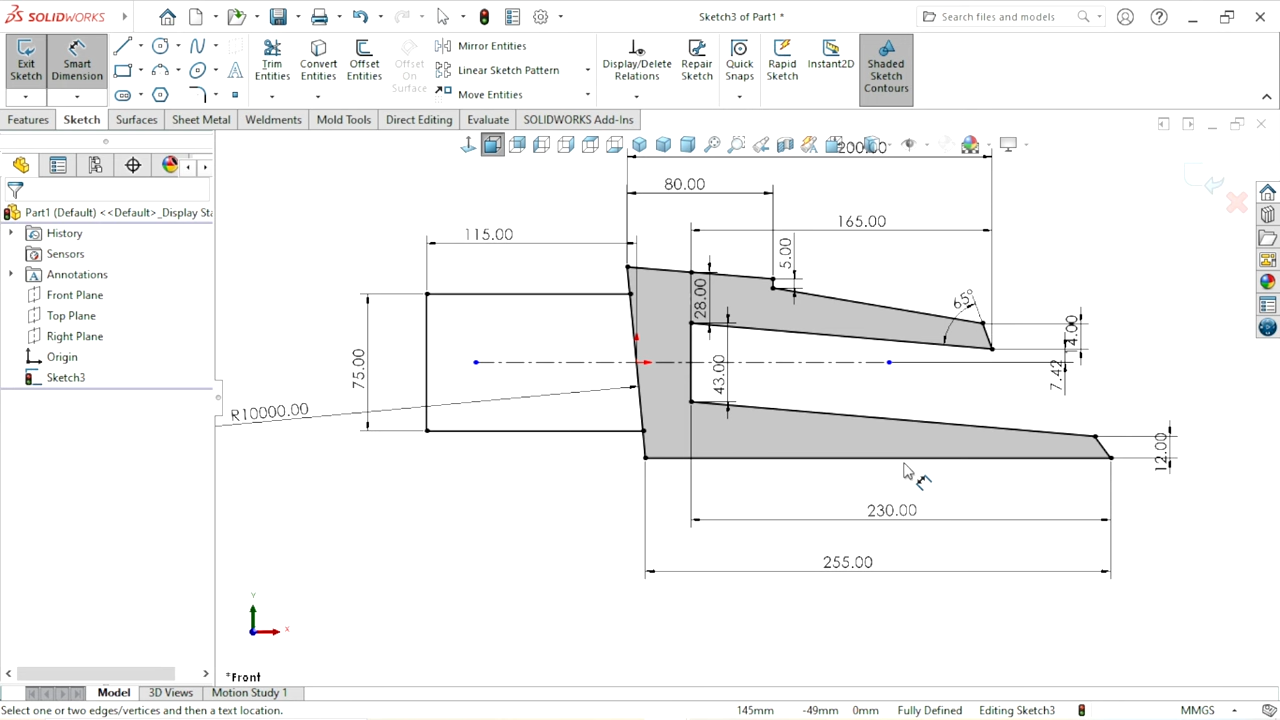 SOLIDWORKS
Sketch3 of Part1 *
Search files and models
Exit Sketch
Smart Dimension
Trim Entities
Convert Entities
Offset Entities
Offset On Surface
Mirror Entities
Linear Sketch Pattern
Move Entities
Display/Delete Relations
Repair Sketch
Quick Snaps
Rapid Sketch
Instant2D
Shaded Sketch Contours
Features
Sketch
Surfaces
Sheet Metal
Weldments
Mold Tools
Direct Editing
Evaluate
SOLIDWORKS Add-Ins
Part1 (Default) <<Default>_Display Sta
History
Sensors
Annotations
Front Plane
Top Plane
Right Plane
Origin
Sketch3
200.00
80.00
165.00
115.00
5.00
28.00
65°
14.00
75.00
43.00
7.42
R10000.00
12.00
230.00
255.00
Y
X
*Front
Model
3D Views
Motion Study 1
Select one or two edges/vertices and then a text location.
145mm
-49mm
0mm
Fully Defined
Editing Sketch3
MMGS